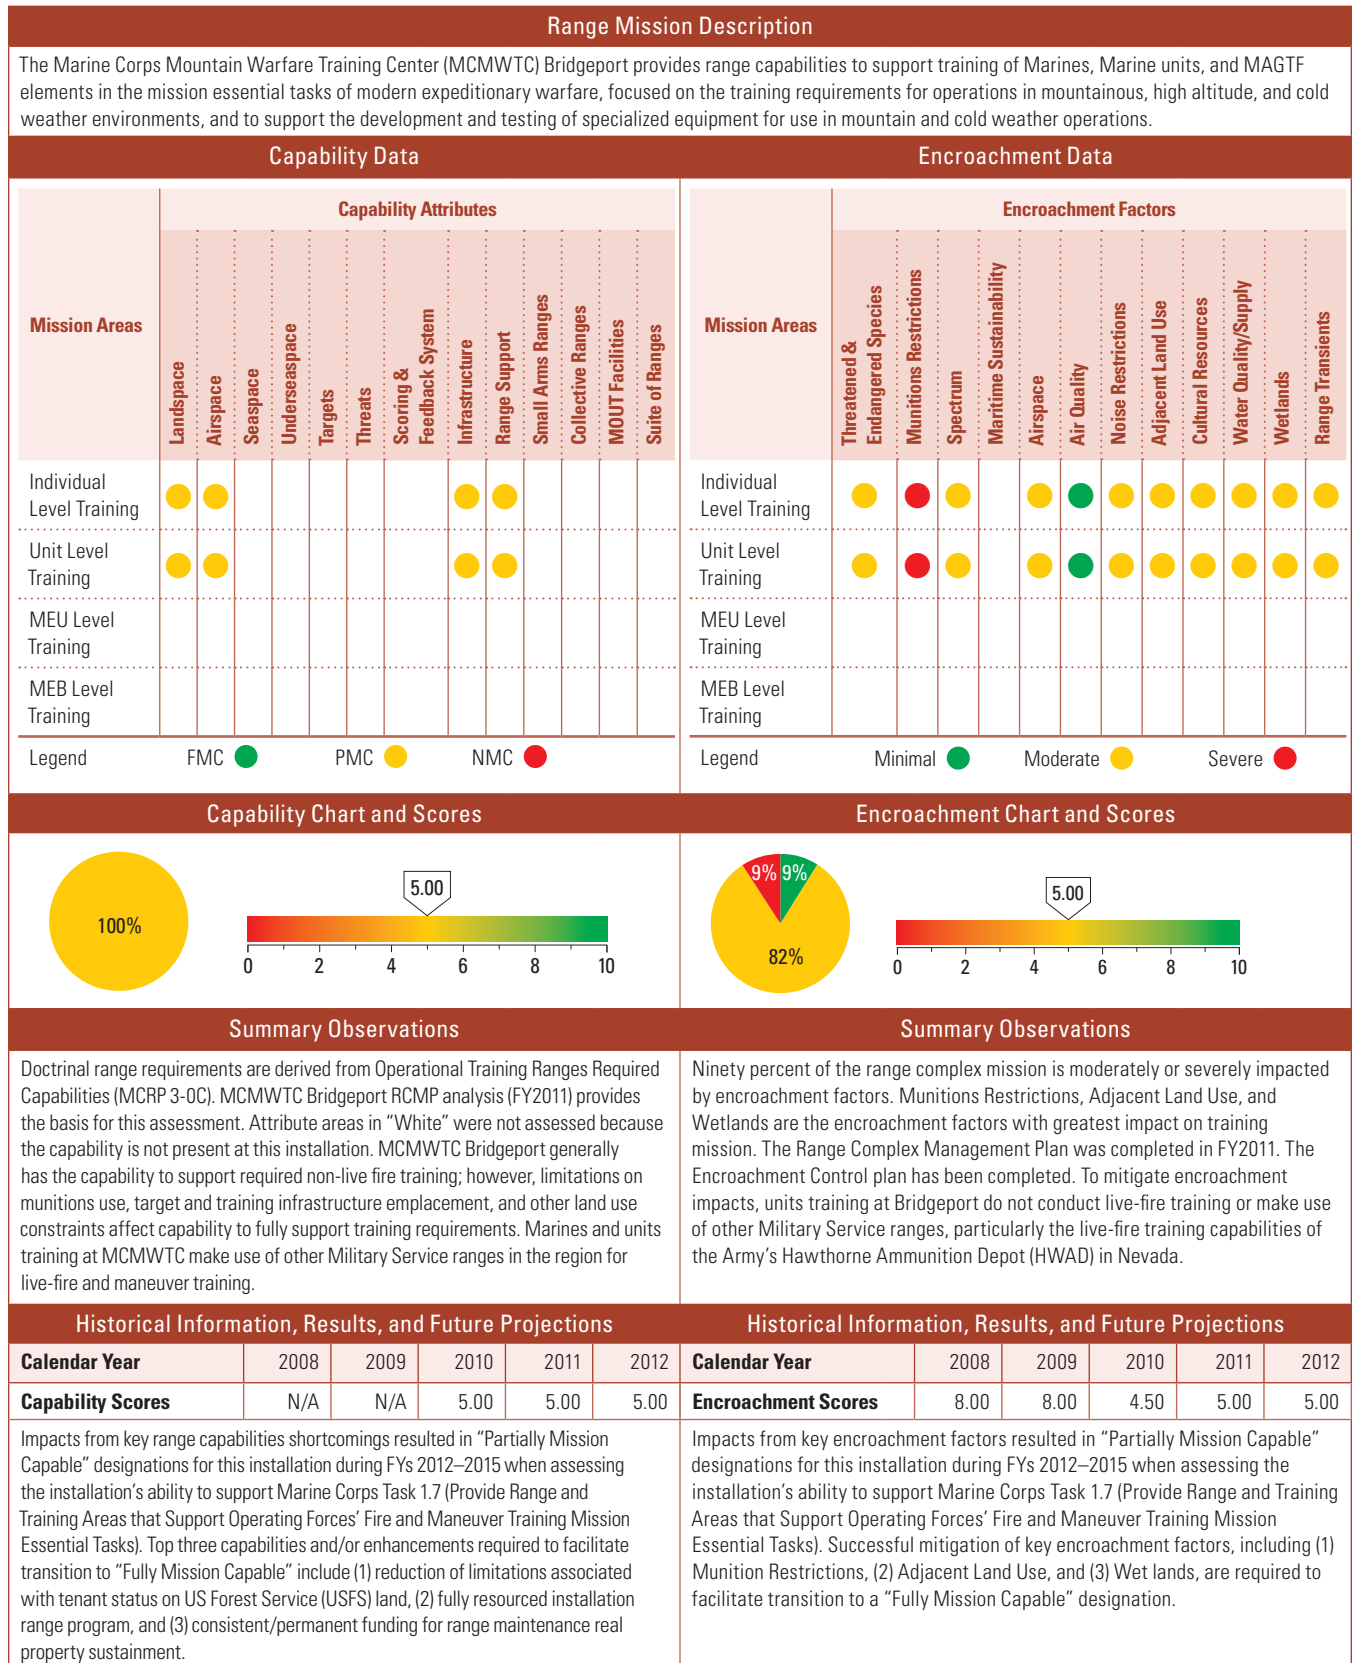 Range Mission Description
The Marine Corps Mountain Warfare Training Center (MCMWTC) Bridgeport provides range capabilities to support training of Marines, Marine units, and MAGTF
elements in the mission essential tasks of modern expeditionary warfare, focused on the training requirements for operations in mountainous, high altitude, and cold
weather environments, and to support the development and testing of specialized equipment for use in mountain and cold weather operations.
Capability Data
Mission Areas
Capability Attributes
Landspace
Airspace
Seaspace
Underseaspace
Targets
Threats
Scoring &
Feedback System
Infrastructure
Range Support
Small Arms Ranges
Collective Ranges
MOUT Facilities
Suite of Ranges
Individual
Level Training
Unit Level
Training
MEU Level
Training
MEB Level
Training
Legend FMC PMC NMC
Encroachment Data
Mission Areas
Encroachment Factors
Threatened &
Endangered Species
Munitions Restrictions
Spectrum
Maritime Sustainability
Airspace
Air Quality
Noise Restrictions
Adjacent Land Use
Cultural Resources
Water Quality/Supply
Wetlands
Range Transients
Individual
Level Training
Unit Level
Training
MEU Level
Training
MEB Level
Training
Legend Minimal Moderate Severe
Capability Chart and Scores
100%
5.00
0 2 4 6 8 10
Encroachment Chart and Scores
9% 9%
82%
5.00
0 2 4 6 8 10
Summary Observations
Doctrinal range requirements are derived from Operational Training Ranges Required
Capabilities (MCRP 3-0C). MCMWTC Bridgeport RCMP analysis (FY2011) provides
the basis for this assessment. Attribute areas in “White” were not assessed because
the capability is not present at this installation. MCMWTC Bridgeport generally
has the capability to support required non-live fire training; however, limitations on
munitions use, target and training infrastructure emplacement, and other land use
constraints affect capability to fully support training requirements. Marines and units
training at MCMWTC make use of other Military Service ranges in the region for
live-fire and maneuver training.
Summary Observations
Ninety percent of the range complex mission is moderately or severely impacted
by encroachment factors. Munitions Restrictions, Adjacent Land Use, and
Wetlands are the encroachment factors with greatest impact on training
mission. The Range Complex Management Plan was completed in FY2011. The
Encroachment Control plan has been completed. To mitigate encroachment
impacts, units training at Bridgeport do not conduct live-fire training or make use
of other Military Service ranges, particularly the live-fire training capabilities of
the Army’s Hawthorne Ammunition Depot (HWAD) in Nevada.
Historical Information, Results, and Future Projections
Calendar Year 2008 2009 2010 2011 2012
Capability Scores N/A N/A 5.00 5.00 5.00
Impacts from key range capabilities shortcomings resulted in “Partially Mission
Capable” designations for this installation during FYs 2012–2015 when assessing
the installation’s ability to support Marine Corps Task 1.7 (Provide Range and
Training Areas that Support Operating Forces’ Fire and Maneuver Training Mission
Essential Tasks). Top three capabilities and/or enhancements required to facilitate
transition to “Fully Mission Capable” include (1) reduction of limitations associated
with tenant status on US Forest Service (USFS) land, (2) fully resourced installation
range program, and (3) consistent/permanent funding for range maintenance real
property sustainment.
Historical Information, Results, and Future Projections
Calendar Year 2008 2009 2010 2011 2012
Encroachment Scores 8.00 8.00 4.50 5.00 5.00
Impacts from key encroachment factors resulted in “Partially Mission Capable”
designations for this installation during FYs 2012–2015 when assessing the
installation’s ability to support Marine Corps Task 1.7 (Provide Range and Training
Areas that Support Operating Forces’ Fire and Maneuver Training Mission
Essential Tasks). Successful mitigation of key encroachment factors, including (1)
Munition Restrictions, (2) Adjacent Land Use, and (3) Wet lands, are required to
facilitate transition to a “Fully Mission Capable” designation.